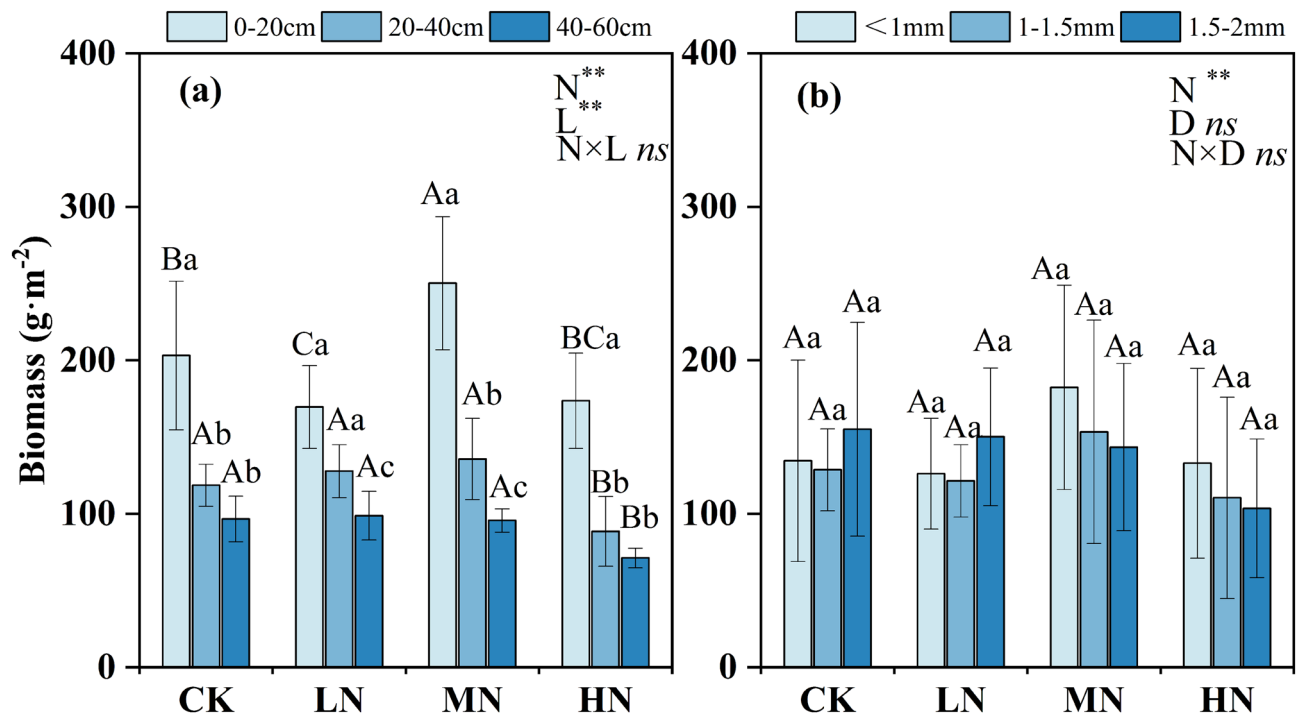 0-20cm 20-40cm 40-60cm
(a)
N**
L**
N×L ns
Biomass (g·m-2)
400
300
200
100
0
Ba
Ab
Ab
Ca
Aa
Ac
Aa
Ab
Ac
BCa
Bb
Bb
CK LN MN HN
<1mm 1-1.5mm 1.5-2mm
(b)
N **
D ns
N×D ns
400
300
200
100
0
Aa
Aa
Aa
Aa
Aa
Aa
Aa
Aa
Aa
Aa
Aa
Aa
CK LN MN HN